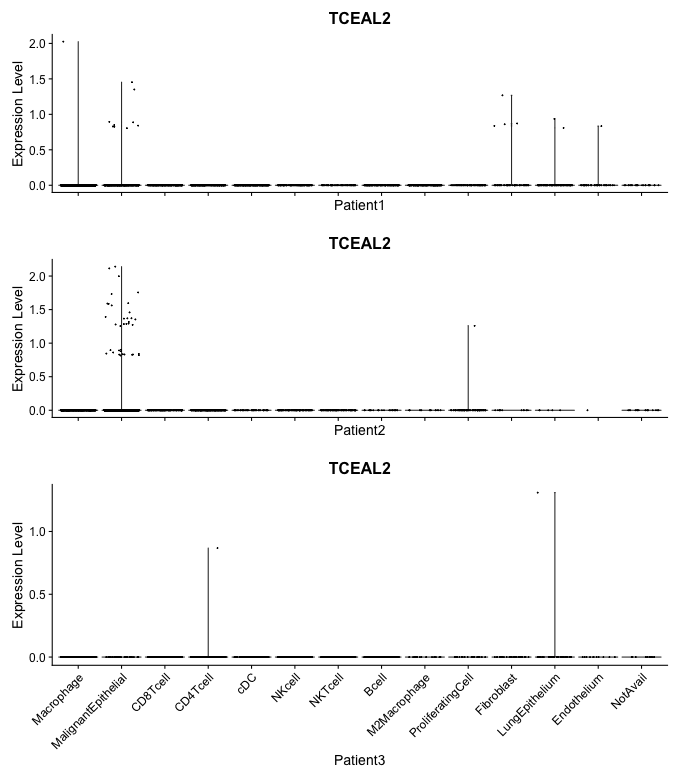 TCEAL2
Expression Level
2.0
1.5
1.0
0.5
0.0
Patient1
TCEAL2
Expression Level
2.0
1.5
1.0
0.5
0.0
Patient2
TCEAL2
Expression Level
1.0
0.5
0.0
Macrophage
MalignantEpithelial
CD8Tcell
CD4Tcell
cDC
NKcell
NKTcell
Bcell
M2Macrophage
ProliferatingCell
Fibroblast
LungEpithelium
Endothelium
NotAvail
Patient3